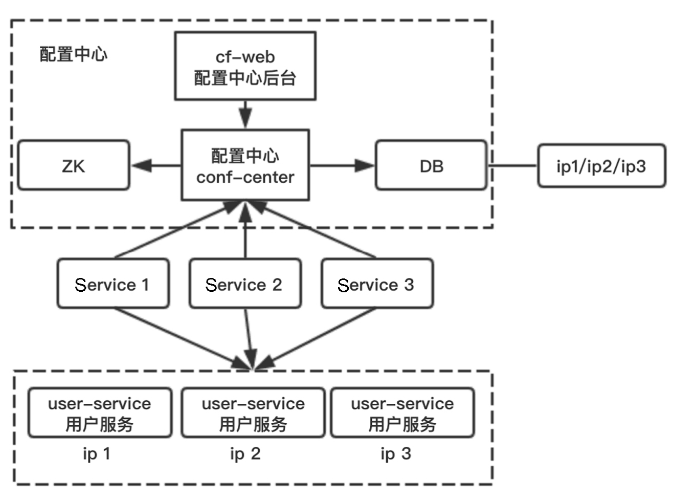 配置中心
cf-web
配置中心后台
ZK
配置中心
conf-center
DB
ip1/ip2/ip3
Service 1
Service 2
Service 3
user-service
用户服务
ip 1
user-service
用户服务
ip 2
user-service
用户服务
ip 3